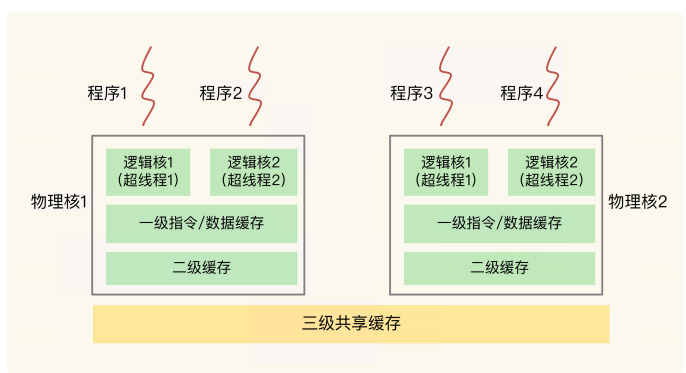 程序1
程序2
程序3
程序4
物理核1
逻辑核1
(超线程1)
逻辑核2
(超线程2)
一级指令/数据缓存
二级缓存
逻辑核1
(超线程1)
逻辑核2
(超线程2)
一级指令/数据缓存
二级缓存
物理核2
三级共享缓存